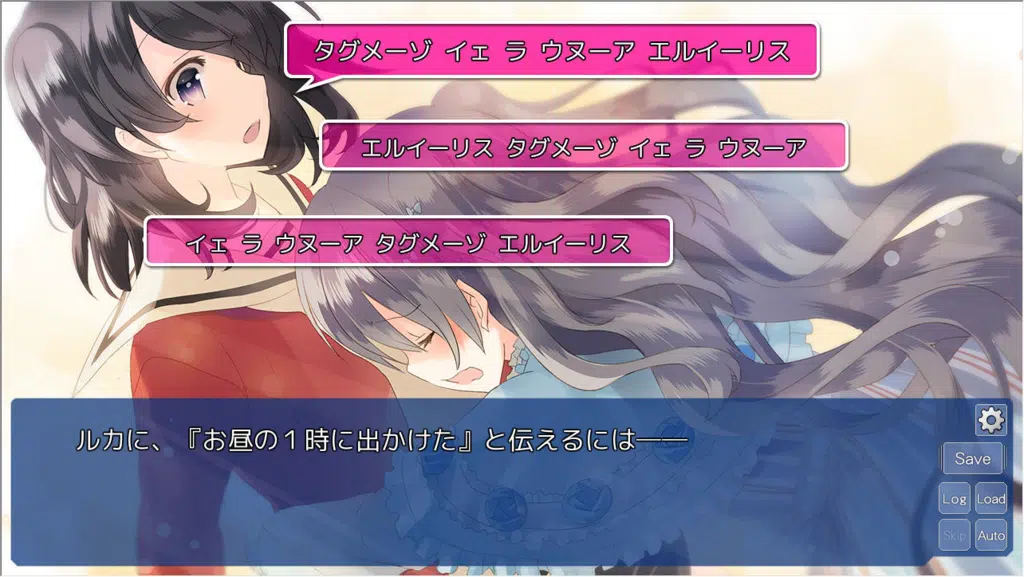 タグメーゾ イェ ラ ウヌーア エルイーリス
エルイーリス タグメーゾ イェ ラ ウヌーア
イェ ラ ウヌーア タグメーゾ エルイーリス
ルカに、『お昼の１時に出かけた』と伝えるには――
Save
Log Load
Skip Auto